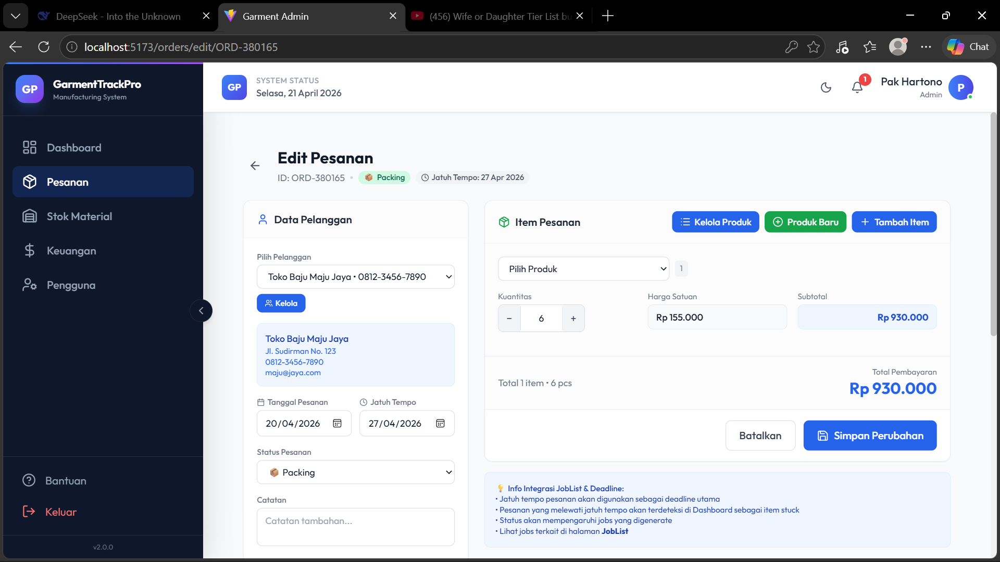 DeepSeek - Into the Unknown
Garment Admin
(456) Wife or Daughter Tier List bu
localhost:5173/orders/edit/ORD-380165
Chat
GP
GarmentTrackPro
Manufacturing System
Dashboard
Pesanan
Stok Material
Keuangan
Pengguna
Bantuan
Keluar
v2.0.0
GP
SYSTEM STATUS
Selasa, 21 April 2026
1
Pak Hartono
Admin
P
Edit Pesanan
ID: ORD-380165 • 📦 Packing Jatuh Tempo: 27 Apr 2026
Data Pelanggan
Pilih Pelanggan
Toko Baju Maju Jaya • 0812-3456-7890
Kelola
Toko Baju Maju Jaya
Jl. Sudirman No. 123
0812-3456-7890
maju@jaya.com
Tanggal Pesanan
Jatuh Tempo
20/04/2026
27/04/2026
Status Pesanan
📦 Packing
Catatan
Catatan tambahan...
Item Pesanan
Kelola Produk
Produk Baru
+ Tambah Item
Pilih Produk
1
Kuantitas
Harga Satuan
Subtotal
− 6 +
Rp 155.000
Rp 930.000
Total 1 item • 6 pcs
Total Pembayaran
Rp 930.000
Batalkan
Simpan Perubahan
💡 Info Integrasi JobList & Deadline:
• Jatuh tempo pesanan akan digunakan sebagai deadline utama
• Pesanan yang melewati jatuh tempo akan terdeteksi di Dashboard sebagai item stuck
• Status akan mempengaruhi jobs yang digenerate
• Lihat jobs terkait di halaman JobList